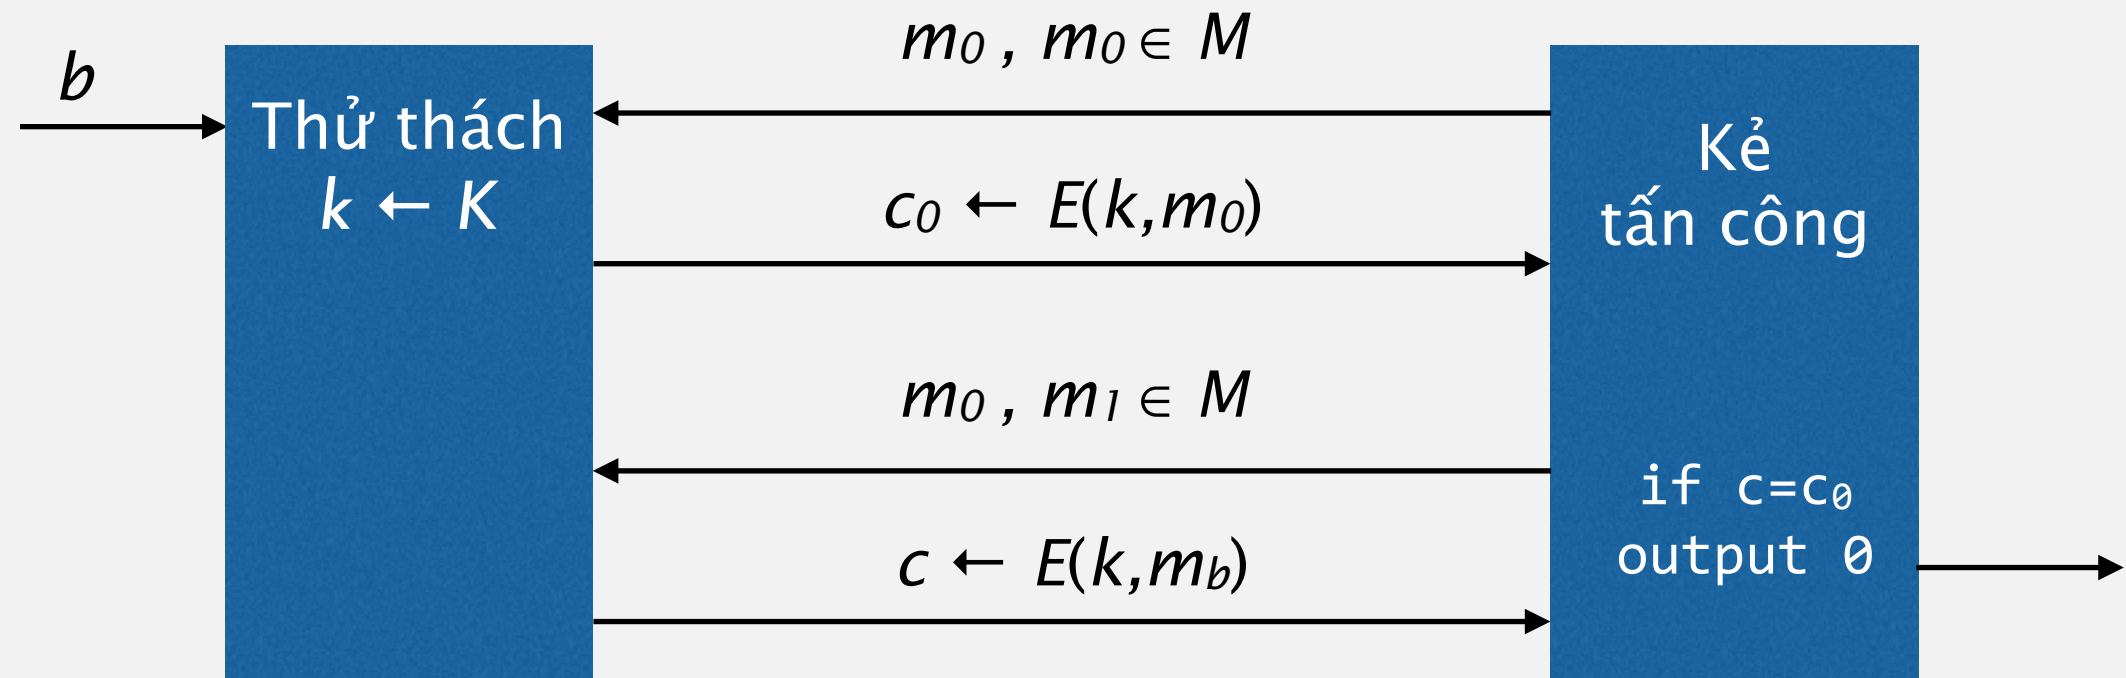 b
Thử thách
k ← K
m₀ , m₀ ∈ M
c₀ ← E(k,m₀)
m₀ , m₁ ∈ M
c ← E(k,m_b)
Kẻ
tấn công
if c=c₀
output 0